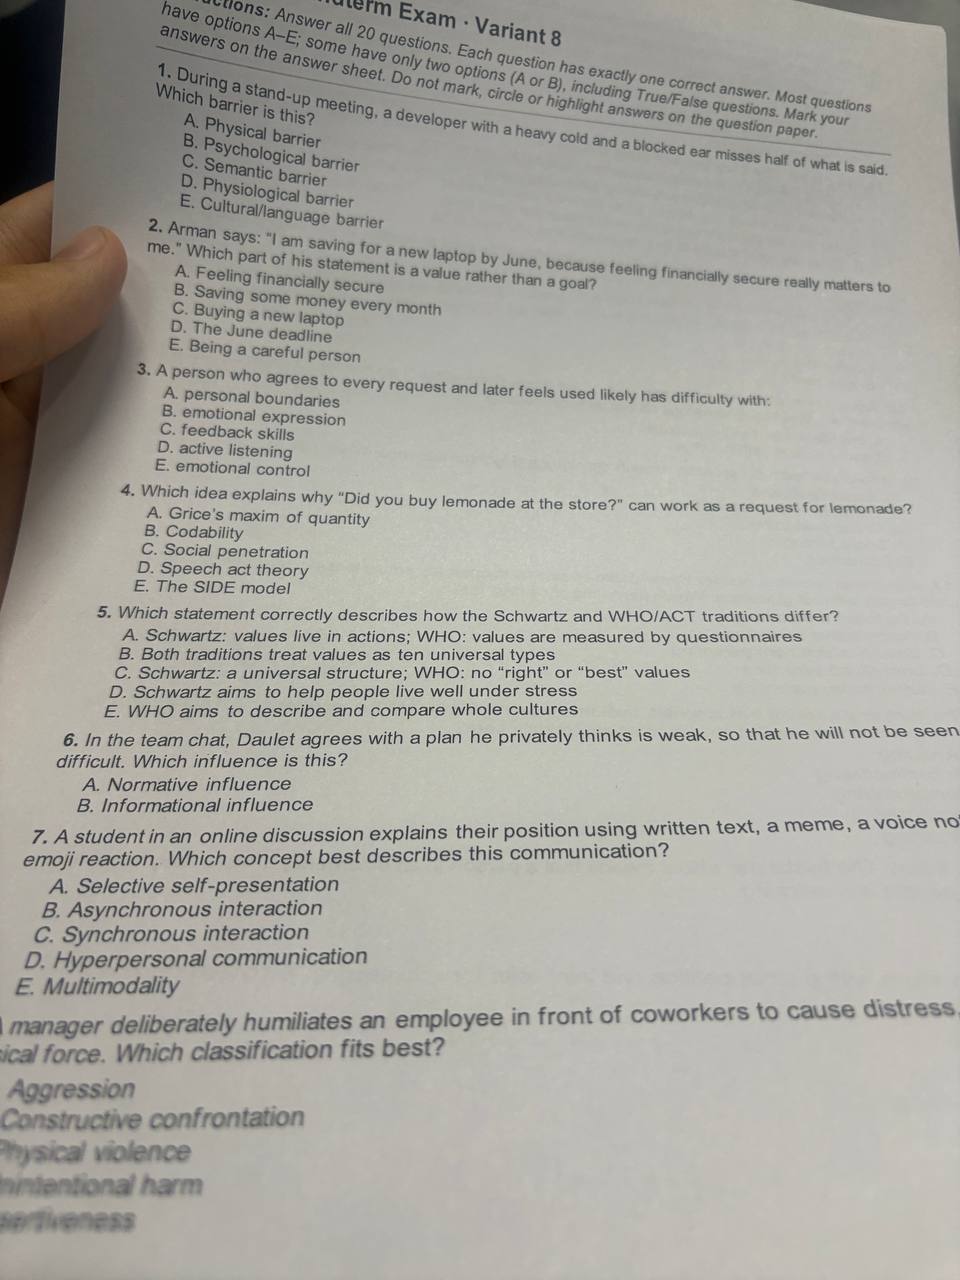 Exam · Variant 8
Answer all 20 questions. Each question has exactly one correct answer. Most questions
have options A–E; some have only two options (A or B), including True/False questions. Mark your
answers on the answer sheet. Do not mark, circle or highlight answers on the question paper.
1. During a stand-up meeting, a developer with a heavy cold and a blocked ear misses half of what is said.
Which barrier is this?
A. Physical barrier
B. Psychological barrier
C. Semantic barrier
D. Physiological barrier
E. Cultural/language barrier
2. Arman says: "I am saving for a new laptop by June, because feeling financially secure really matters to
me." Which part of his statement is a value rather than a goal?
A. Feeling financially secure
B. Saving some money every month
C. Buying a new laptop
D. The June deadline
E. Being a careful person
3. A person who agrees to every request and later feels used likely has difficulty with:
A. personal boundaries
B. emotional expression
C. feedback skills
D. active listening
E. emotional control
4. Which idea explains why “Did you buy lemonade at the store?” can work as a request for lemonade?
A. Grice’s maxim of quantity
B. Codability
C. Social penetration
D. Speech act theory
E. The SIDE model
5. Which statement correctly describes how the Schwartz and WHO/ACT traditions differ?
A. Schwartz: values live in actions; WHO: values are measured by questionnaires
B. Both traditions treat values as ten universal types
C. Schwartz: a universal structure; WHO: no “right” or “best” values
D. Schwartz aims to help people live well under stress
E. WHO aims to describe and compare whole cultures
6. In the team chat, Daulet agrees with a plan he privately thinks is weak, so that he will not be seen
difficult. Which influence is this?
A. Normative influence
B. Informational influence
7. A student in an online discussion explains their position using written text, a meme, a voice
emoji reaction. Which concept best describes this communication?
A. Selective self-presentation
B. Asynchronous interaction
C. Synchronous interaction
D. Hyperpersonal communication
E. Multimodality
manager deliberately humiliates an employee in front of coworkers to cause distress,
force. Which classification fits best?
Aggression
Constructive confrontation
Physical violence
harm